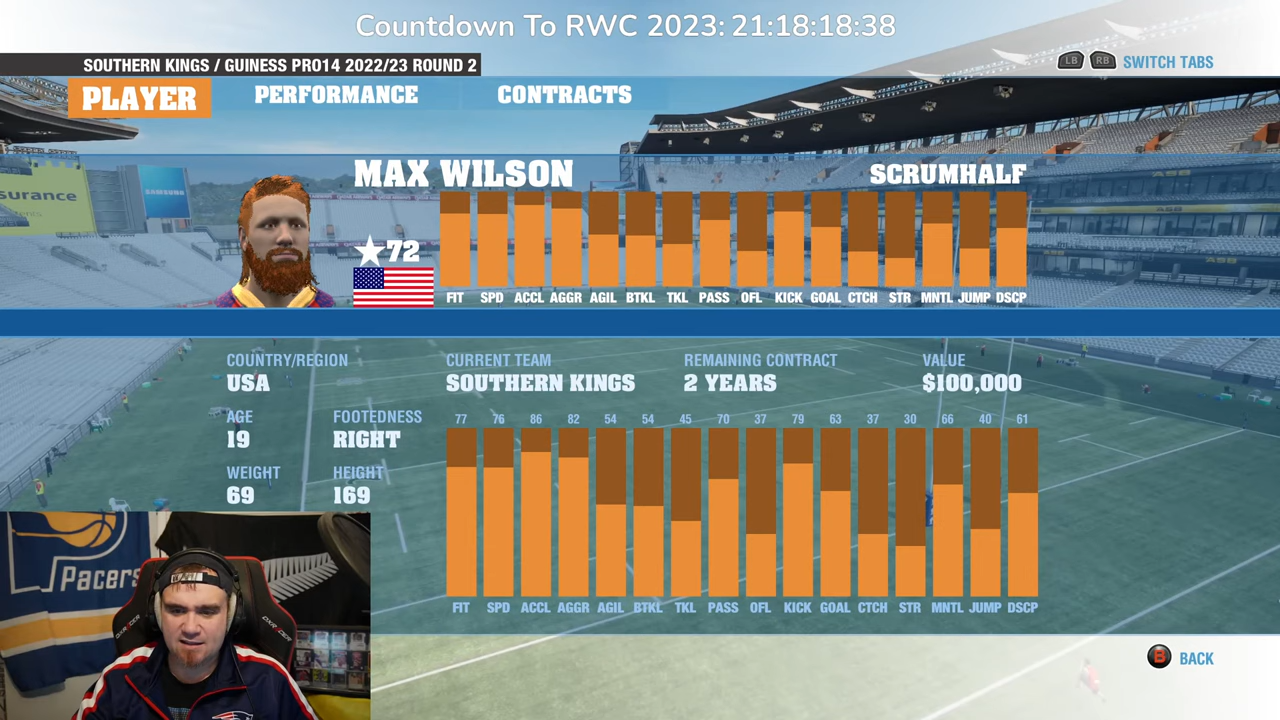 Countdown To RWC 2023: 21:18:18:38
SOUTHERN KINGS / GUINESS PRO14 2022/23 ROUND 2
LB RB SWITCH TABS
PLAYER PERFORMANCE CONTRACTS
MAX WILSON SCRUMHALF
surance
SAMSUNG
ASB
72
FIT SPD ACCL AGGR AGIL BTKL TKL PASS OFL KICK GOAL CTCH STR MNTL JUMP DSCP
COUNTRY/REGION CURRENT TEAM REMAINING CONTRACT VALUE
USA SOUTHERN KINGS 2 YEARS $100,000
AGE FOOTEDNESS
19 RIGHT
WEIGHT HEIGHT
69 169
77 76 86 82 54 54 45 70 37 79 63 37 30 66 40 61
FIT SPD ACCL AGGR AGIL BTKL TKL PASS OFL KICK GOAL CTCH STR MNTL JUMP DSCP
Pacers
DXRACER
B BACK